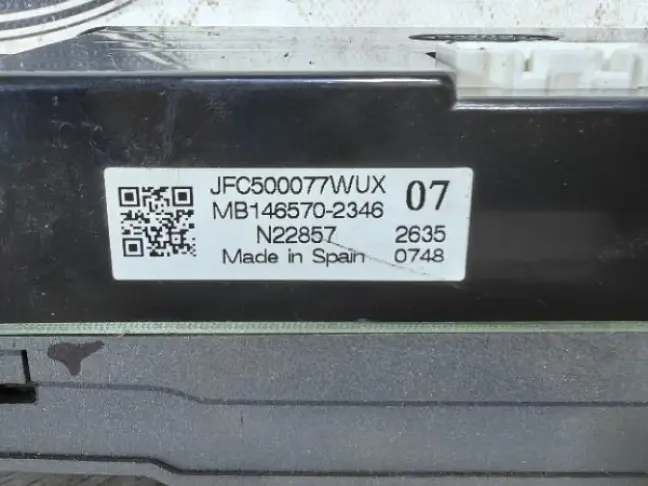 JFC500077WUX 07
MB146570-2346
N22857 2635
Made in Spain 0748